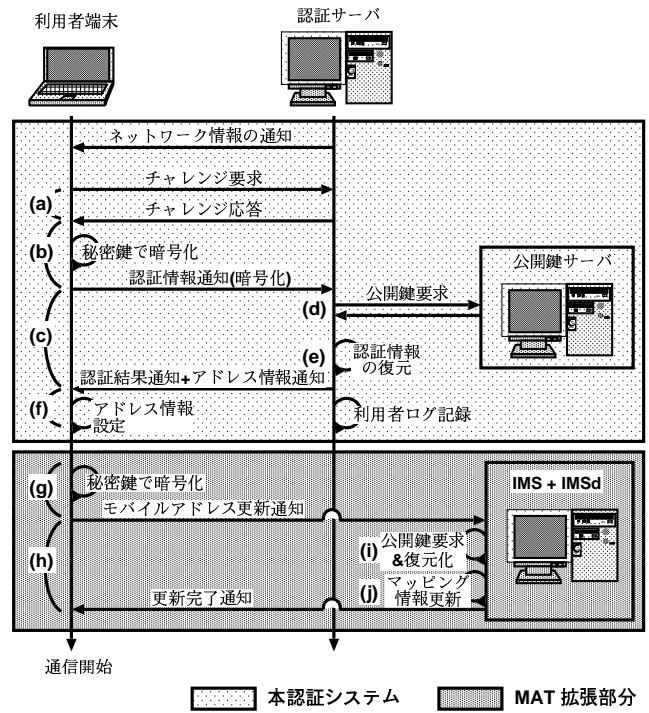 利用者端末
認証サーバ
ネットワーク情報の通知
チャレンジ要求
(a)
チャレンジ応答
(b)
秘密鍵で暗号化
公開鍵サーバ
認証情報通知(暗号化)
公開鍵要求
(d)
(c)
(e)
認証情報
の復元
認証結果通知+アドレス情報通知
(f)
アドレス情報
設定
利用者ログ記録
(g)
秘密鍵で暗号化
IMS + IMSd
モバイルアドレス更新通知
(h)
(i)
公開鍵要求
&復元化
(j)
マッピング
情報更新
更新完了通知
通信開始
本認証システム
MAT 拡張部分